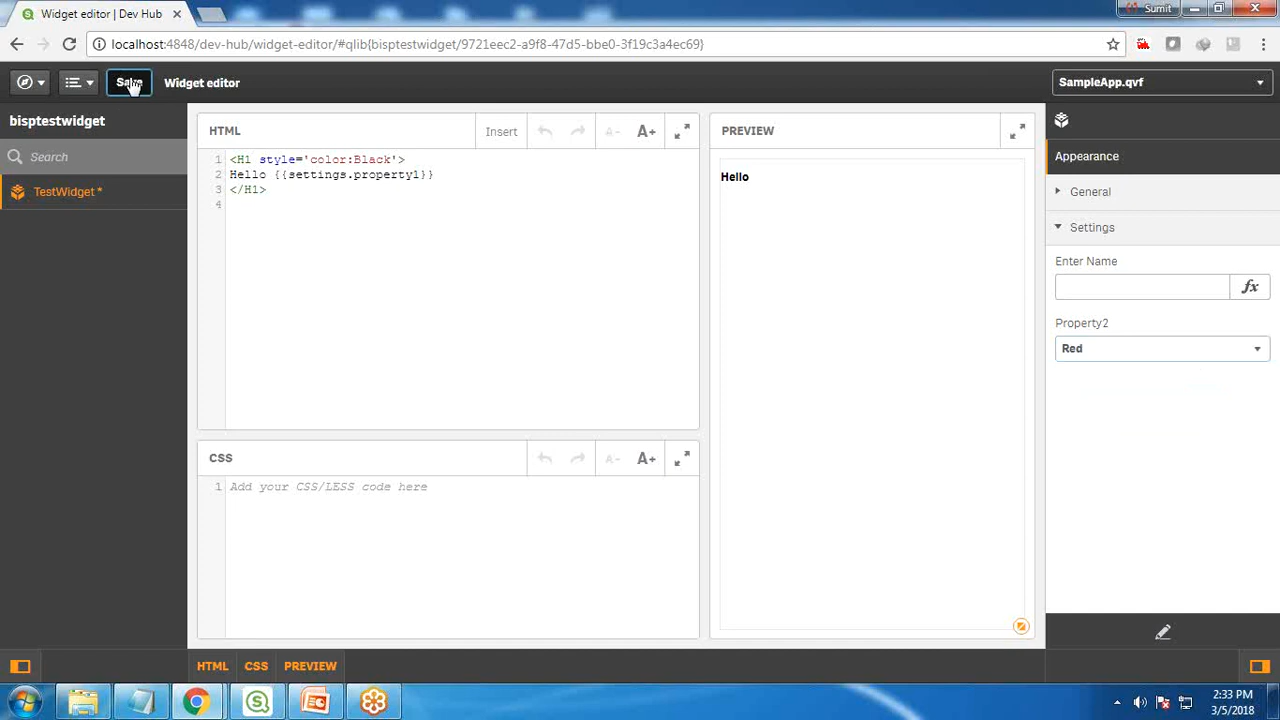 Widget editor | Dev Hub
Sumit
localhost:4848/dev-hub/widget-editor/#qlib{bisptestwidget/9721eec2-a9f8-47d5-bbe0-3f19c3a4ec69}
Save
Widget editor
SampleApp.qvf
bisptestwidget
Search
TestWidget *
HTML
Insert
A-
A+
1 <H1 style='color:Black'>
2 Hello {{settings.property1}}
3 </H1>
4
CSS
A-
A+
1 Add your CSS/LESS code here
PREVIEW
Hello
Appearance
General
Settings
Enter Name
fx
Property2
Red
HTML
CSS
PREVIEW
2:33 PM
3/5/2018